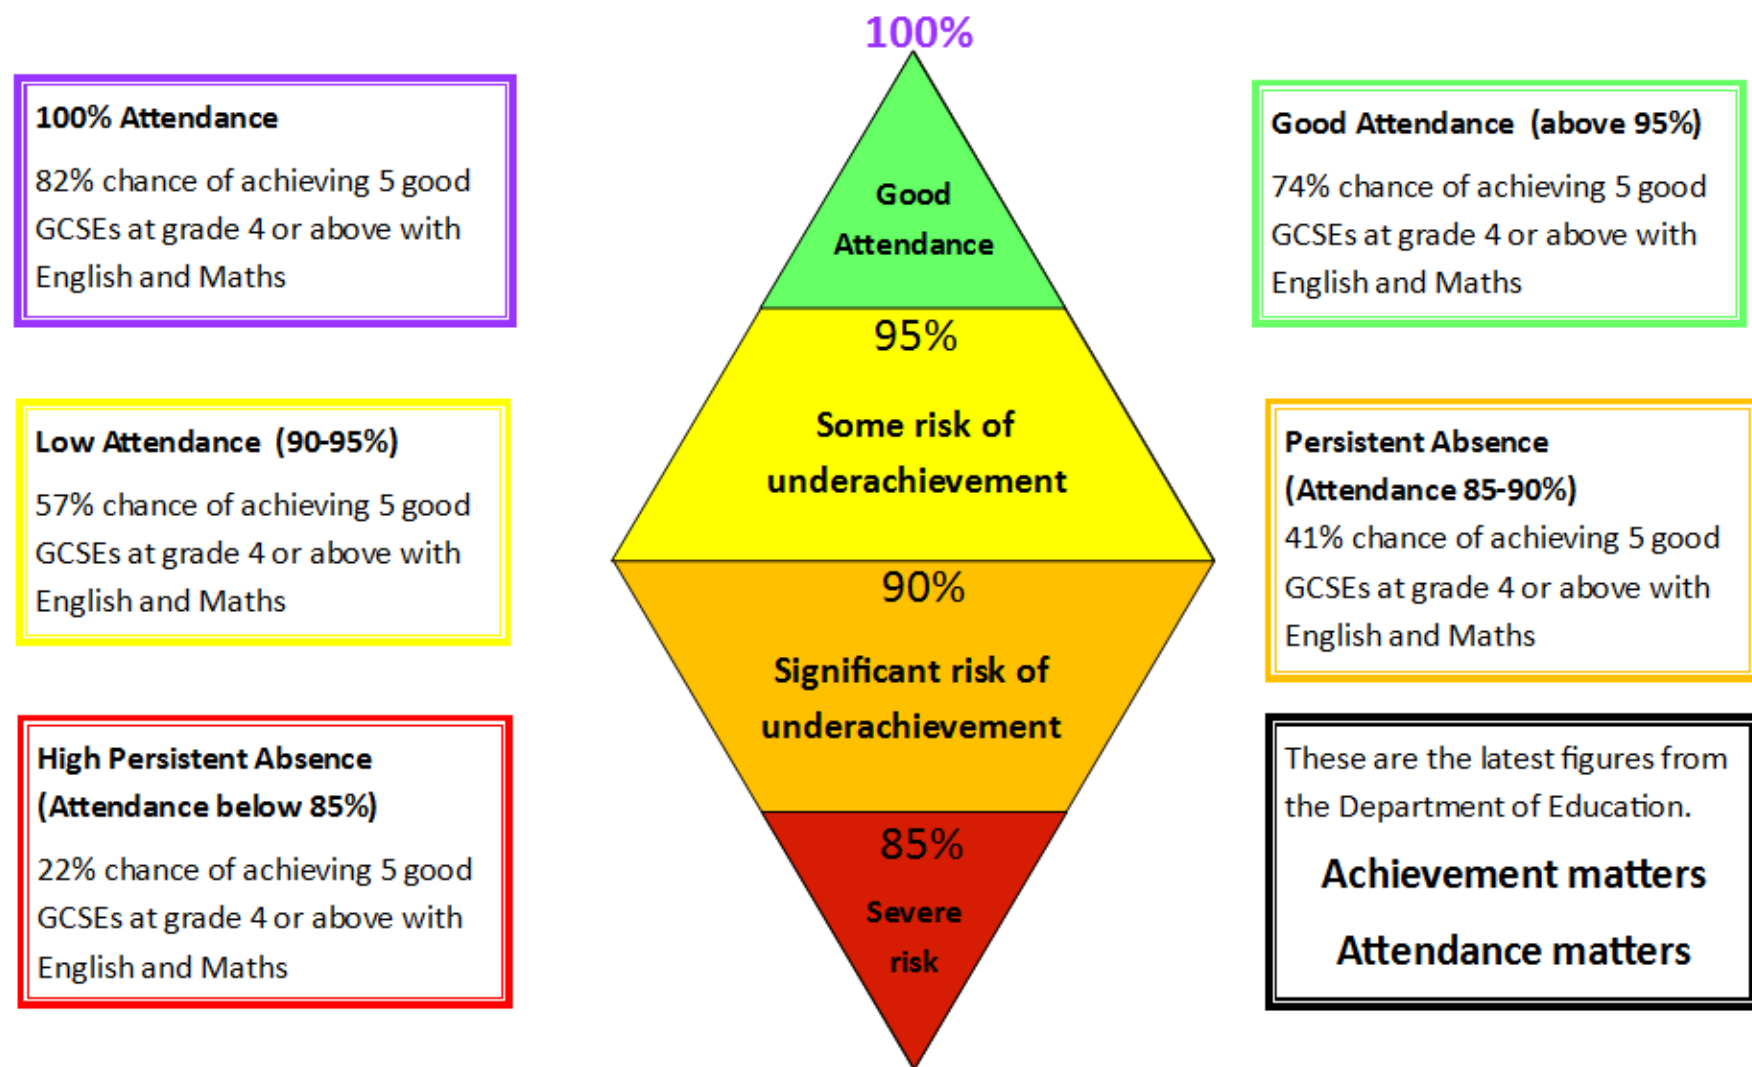 100%
100% Attendance
82% chance of achieving 5 good
GCSEs at grade 4 or above with
English and Maths
Good Attendance (above 95%)
74% chance of achieving 5 good
GCSEs at grade 4 or above with
English and Maths
Good
Attendance
95%
Some risk of
underachievement
Low Attendance (90-95%)
57% chance of achieving 5 good
GCSEs at grade 4 or above with
English and Maths
Persistent Absence
(Attendance 85-90%)
41% chance of achieving 5 good
GCSEs at grade 4 or above with
English and Maths
90%
Significant risk of
underachievement
High Persistent Absence
(Attendance below 85%)
22% chance of achieving 5 good
GCSEs at grade 4 or above with
English and Maths
85%
Severe
risk
These are the latest figures from
the Department of Education.
Achievement matters
Attendance matters